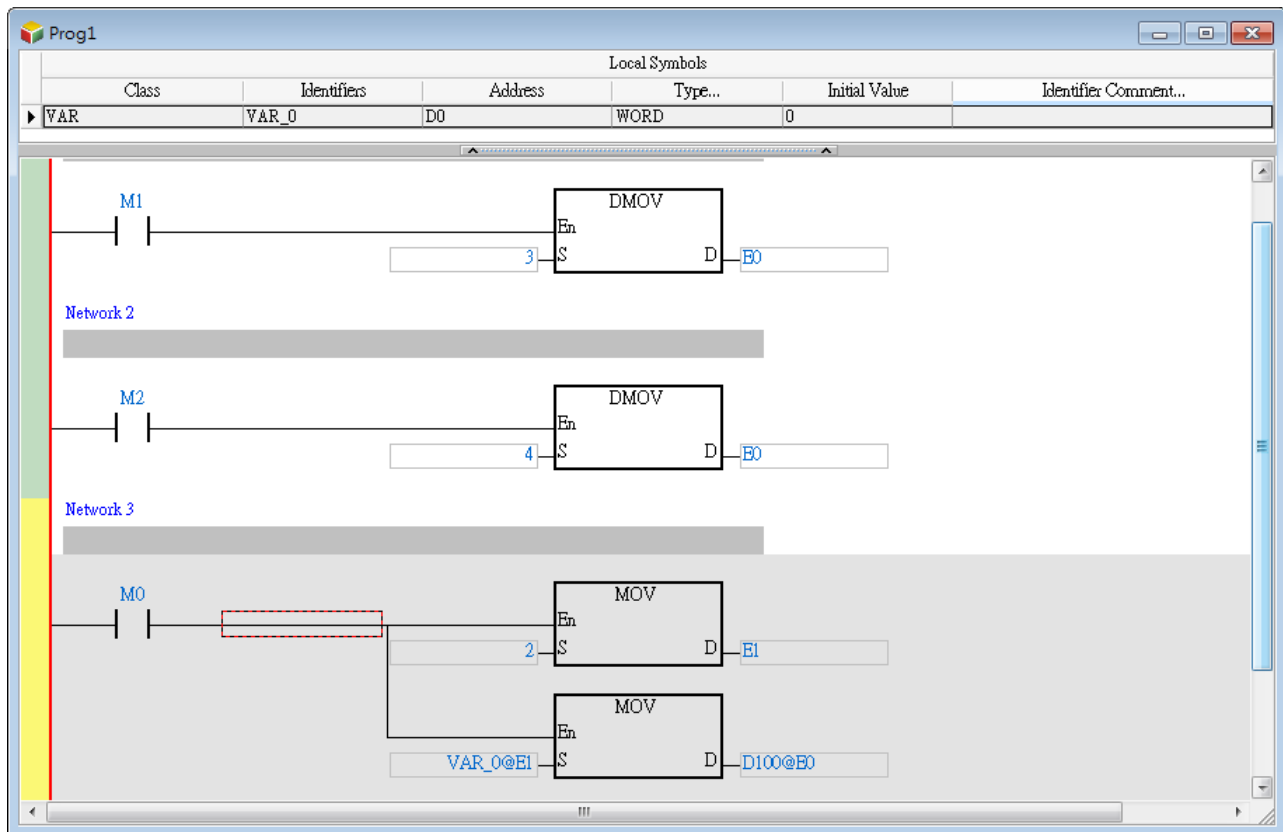 Prog1
Local Symbols
Class Identifiers Address Type... Initial Value Identifier Comment...
VAR VAR_0 D0 WORD 0
M1 DMOV
En
3 S D E0
Network 2
M2 DMOV
En
4 S D E0
Network 3
M0 MOV
En
2 S D E1
MOV
En
VAR_0@E1 S D D100@E0